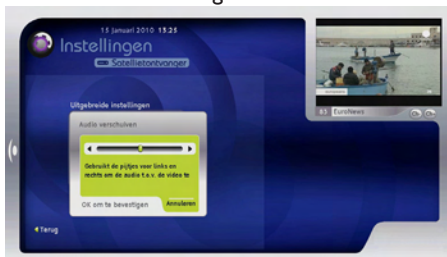 15 januari 2010 13:25
Instellingen
Satellietontvanger
Uitgebreide instellingen
Audio verschuiven
Gebruikt de pijltjes voor links en
rechts om de audio t.o.v. de video te
OK om te bevestigen
Annuleren
83 EuroNews
Terug